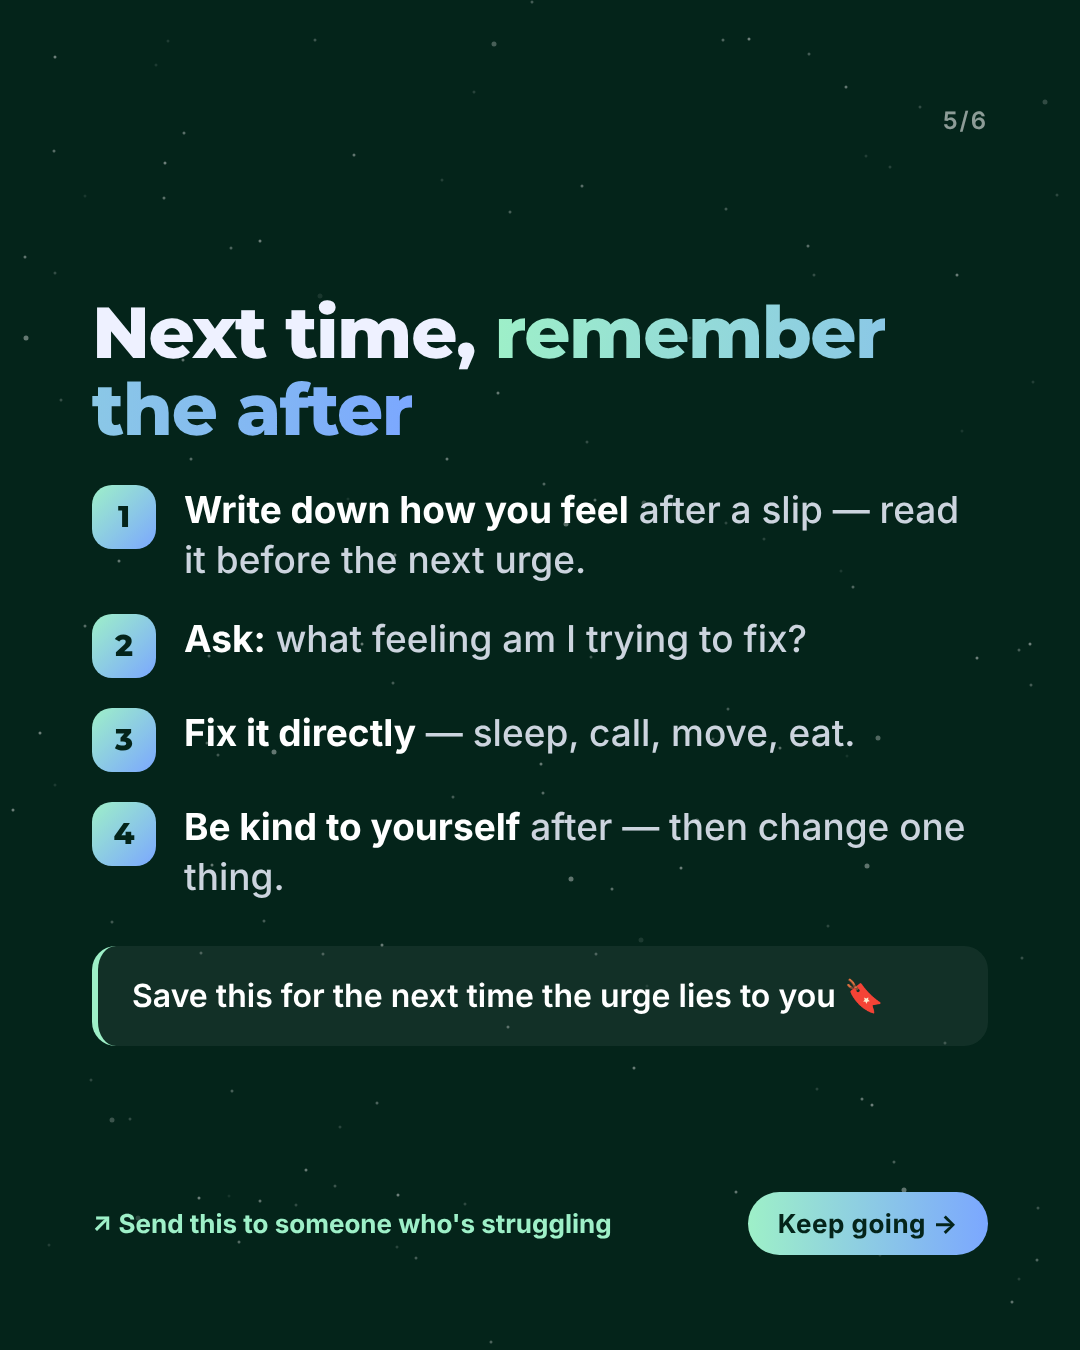 5/6
Next time, remember
the after
1
Write down how you feel after a slip — read
it before the next urge.
2
Ask: what feeling am I trying to fix?
3
Fix it directly — sleep, call, move, eat.
4
Be kind to yourself after — then change one
thing.
Save this for the next time the urge lies to you 🔖
↗ Send this to someone who's struggling
Keep going →